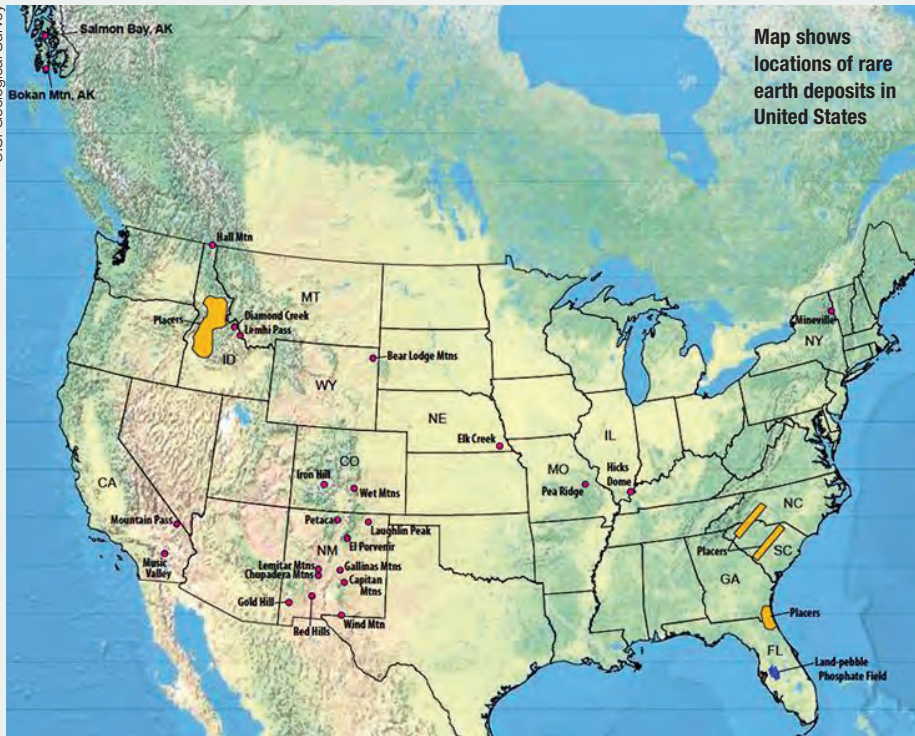 Map shows
locations of rare
earth deposits in
United States
Salmon Bay, AK
Bokan Mtn, AK
Geological Survey
Hall Mtn
MT
Placers
Diamond Creek
Lemhi Pass
ID
Bear Lodge Mtns
WY
Mineville
NY
NE
Elk Creek
IL
MO
Hicks
Dome
Pea Ridge
CO
Iron Hill
Wet Mtns
CA
Mountain Pass
Music
Valley
Petaca
Laughlin Peak
El Porvenir
NM
Lemitar Mtns
Chupadera Mtns
Gallinas Mtns
Capitan
Mtns
Gold Hill
Red Hills
Wind Mtn
NC
Placers
SC
GA
Placers
FL
Land-pebble
Phosphate Field